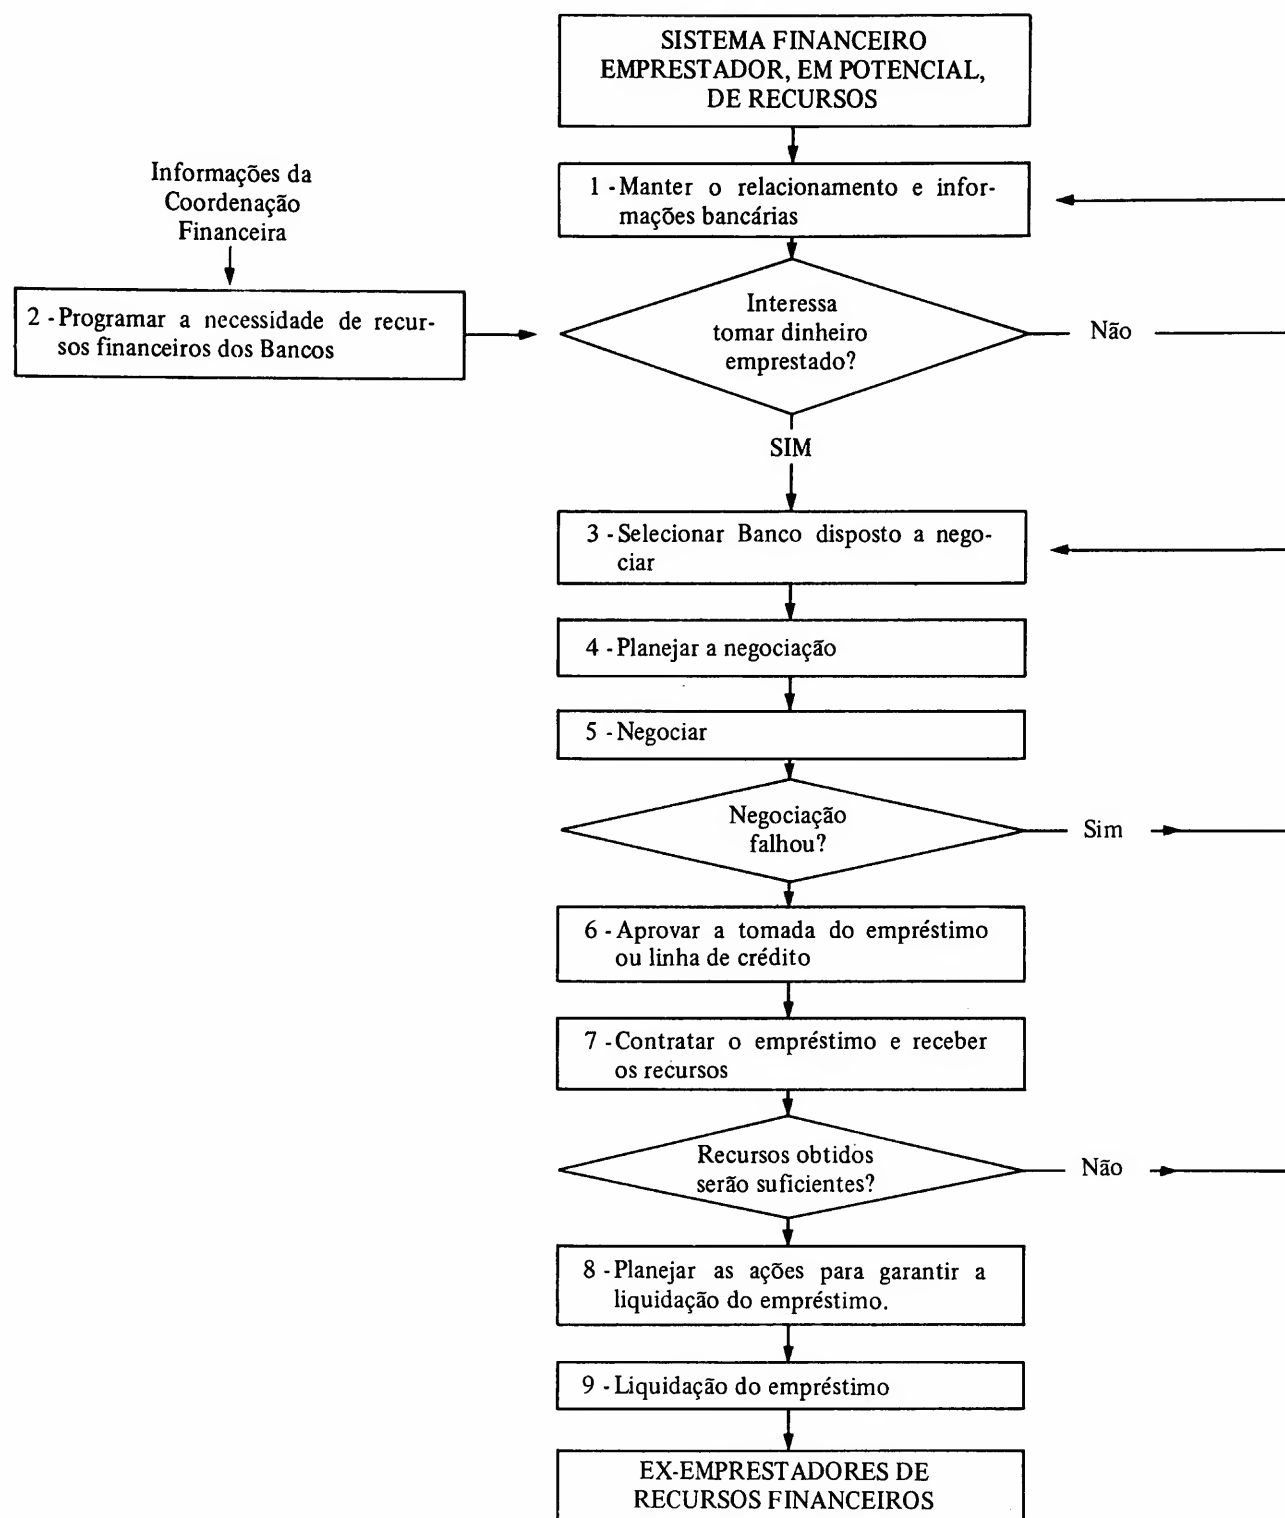 SISTEMA FINANCEIRO
EMPRESTADOR, EM POTENCIAL,
DE RECURSOS
1 - Manter o relacionamento e infor-
mações bancárias
Informações da
Coordenação
Financeira
2 - Programar a necessidade de recur-
sos financeiros dos Bancos
Interessa
tomar dinheiro
emprestado?
Não
SIM
3 - Selecionar Banco disposto a nego-
ciar
4 - Planejar a negociação
5 - Negociar
Negociação
falhou?
Sim
6 - Aprovar a tomada do empréstimo
ou linha de crédito
7 - Contratar o empréstimo e receber
os recursos
Recursos obtidos
serão suficientes?
Não
8 - Planejar as ações para garantir a
liquidação do empréstimo.
9 - Liquidação do empréstimo
EX-EMPRESTADORES DE
RECURSOS FINANCEIROS